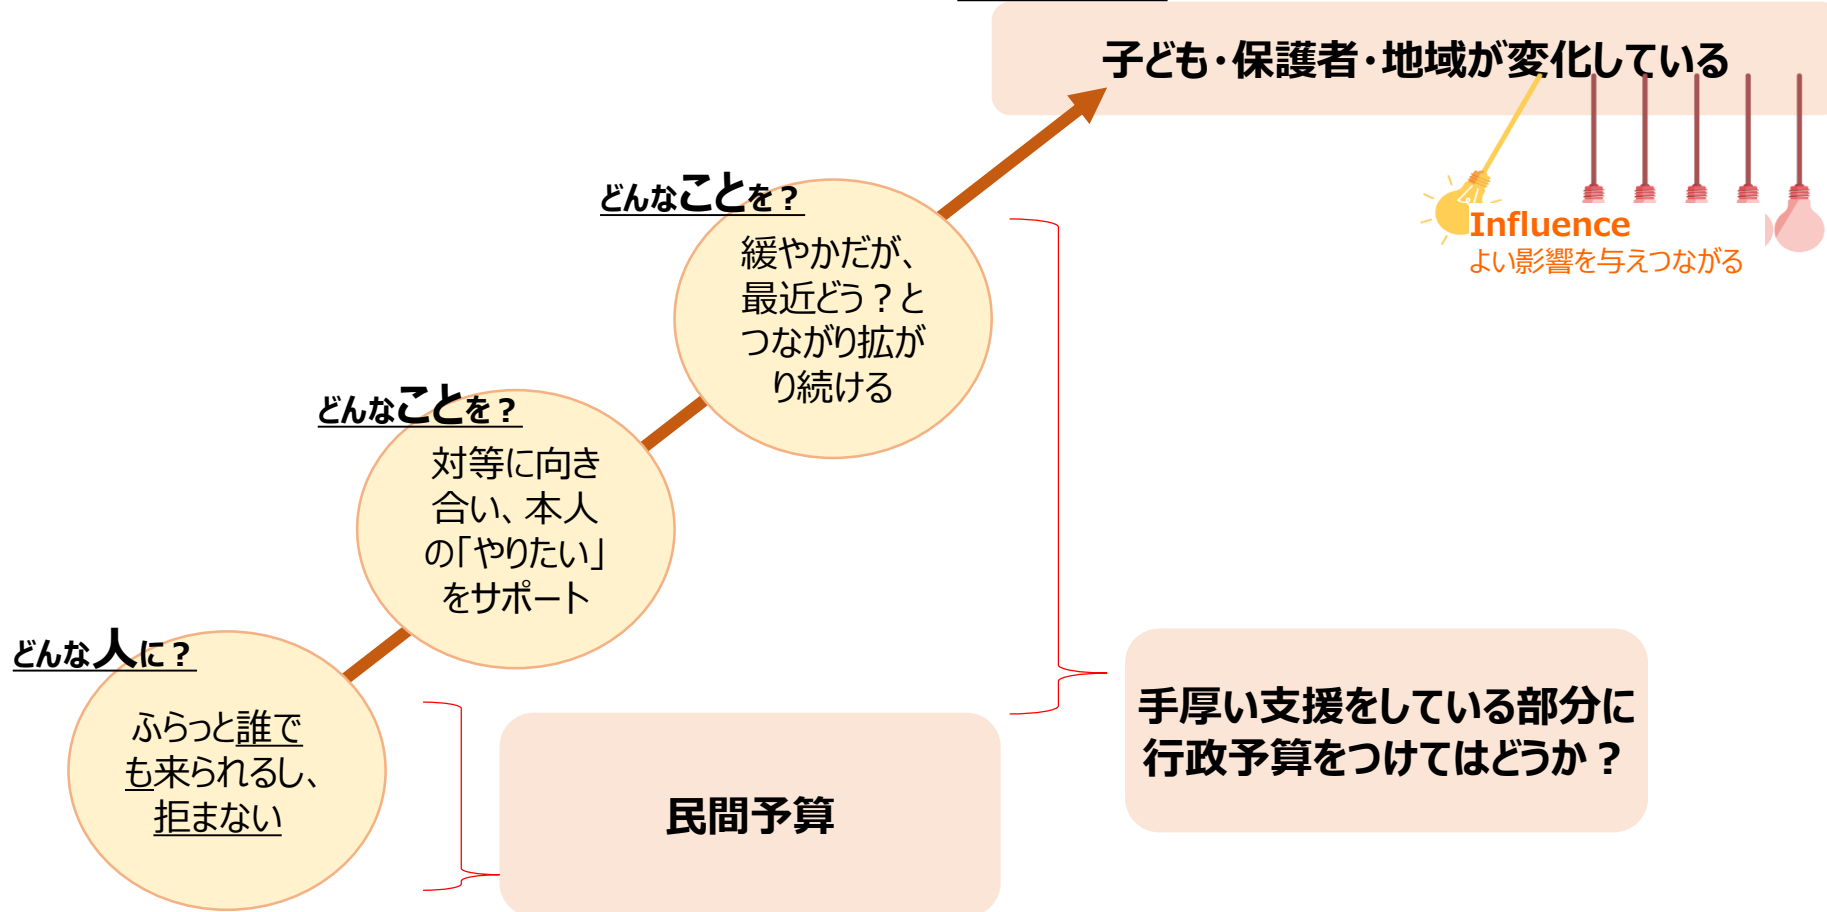 子ども・保護者・地域が変化している
どんなことを？
緩やかだが、
最近どう？と
つながり拡が
り続ける
Influence
よい影響を与えつながる
どんなことを？
対等に向き
合い、本人
の「やりたい」
をサポート
どんな人に？
ふらっと誰で
も来られるし、
拒まない
民間予算
手厚い支援をしている部分に
行政予算をつけてはどうか？